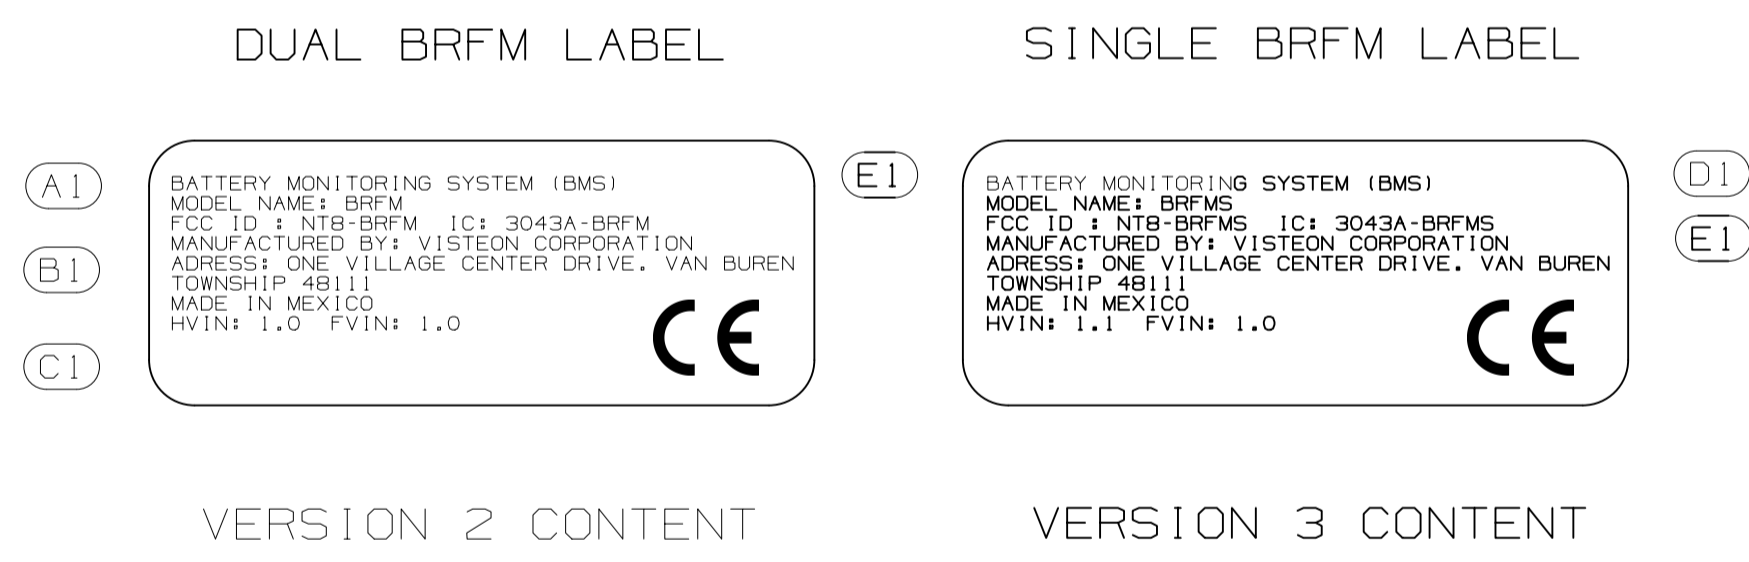 DUAL BRFM LABEL
SINGLE BRFM LABEL
A1
B1
C1
BATTERY MONITORING SYSTEM (BMS)
MODEL NAME: BRFM
FCC ID : NT8-BRFM IC: 3043A-BRFM
MANUFACTURED BY: VISTEON CORPORATION
ADRESS: ONE VILLAGE CENTER DRIVE. VAN BUREN
TOWNSHIP 48111
MADE IN MEXICO
HVIN: 1.0 FVIN: 1.0
CE
E1
BATTERY MONITORING SYSTEM (BMS)
MODEL NAME: BRFMS
FCC ID : NT8-BRFMS IC: 3043A-BRFMS
MANUFACTURED BY: VISTEON CORPORATION
ADRESS: ONE VILLAGE CENTER DRIVE. VAN BUREN
TOWNSHIP 48111
MADE IN MEXICO
HVIN: 1.1 FVIN: 1.0
CE
D1
E1
VERSION 2 CONTENT
VERSION 3 CONTENT